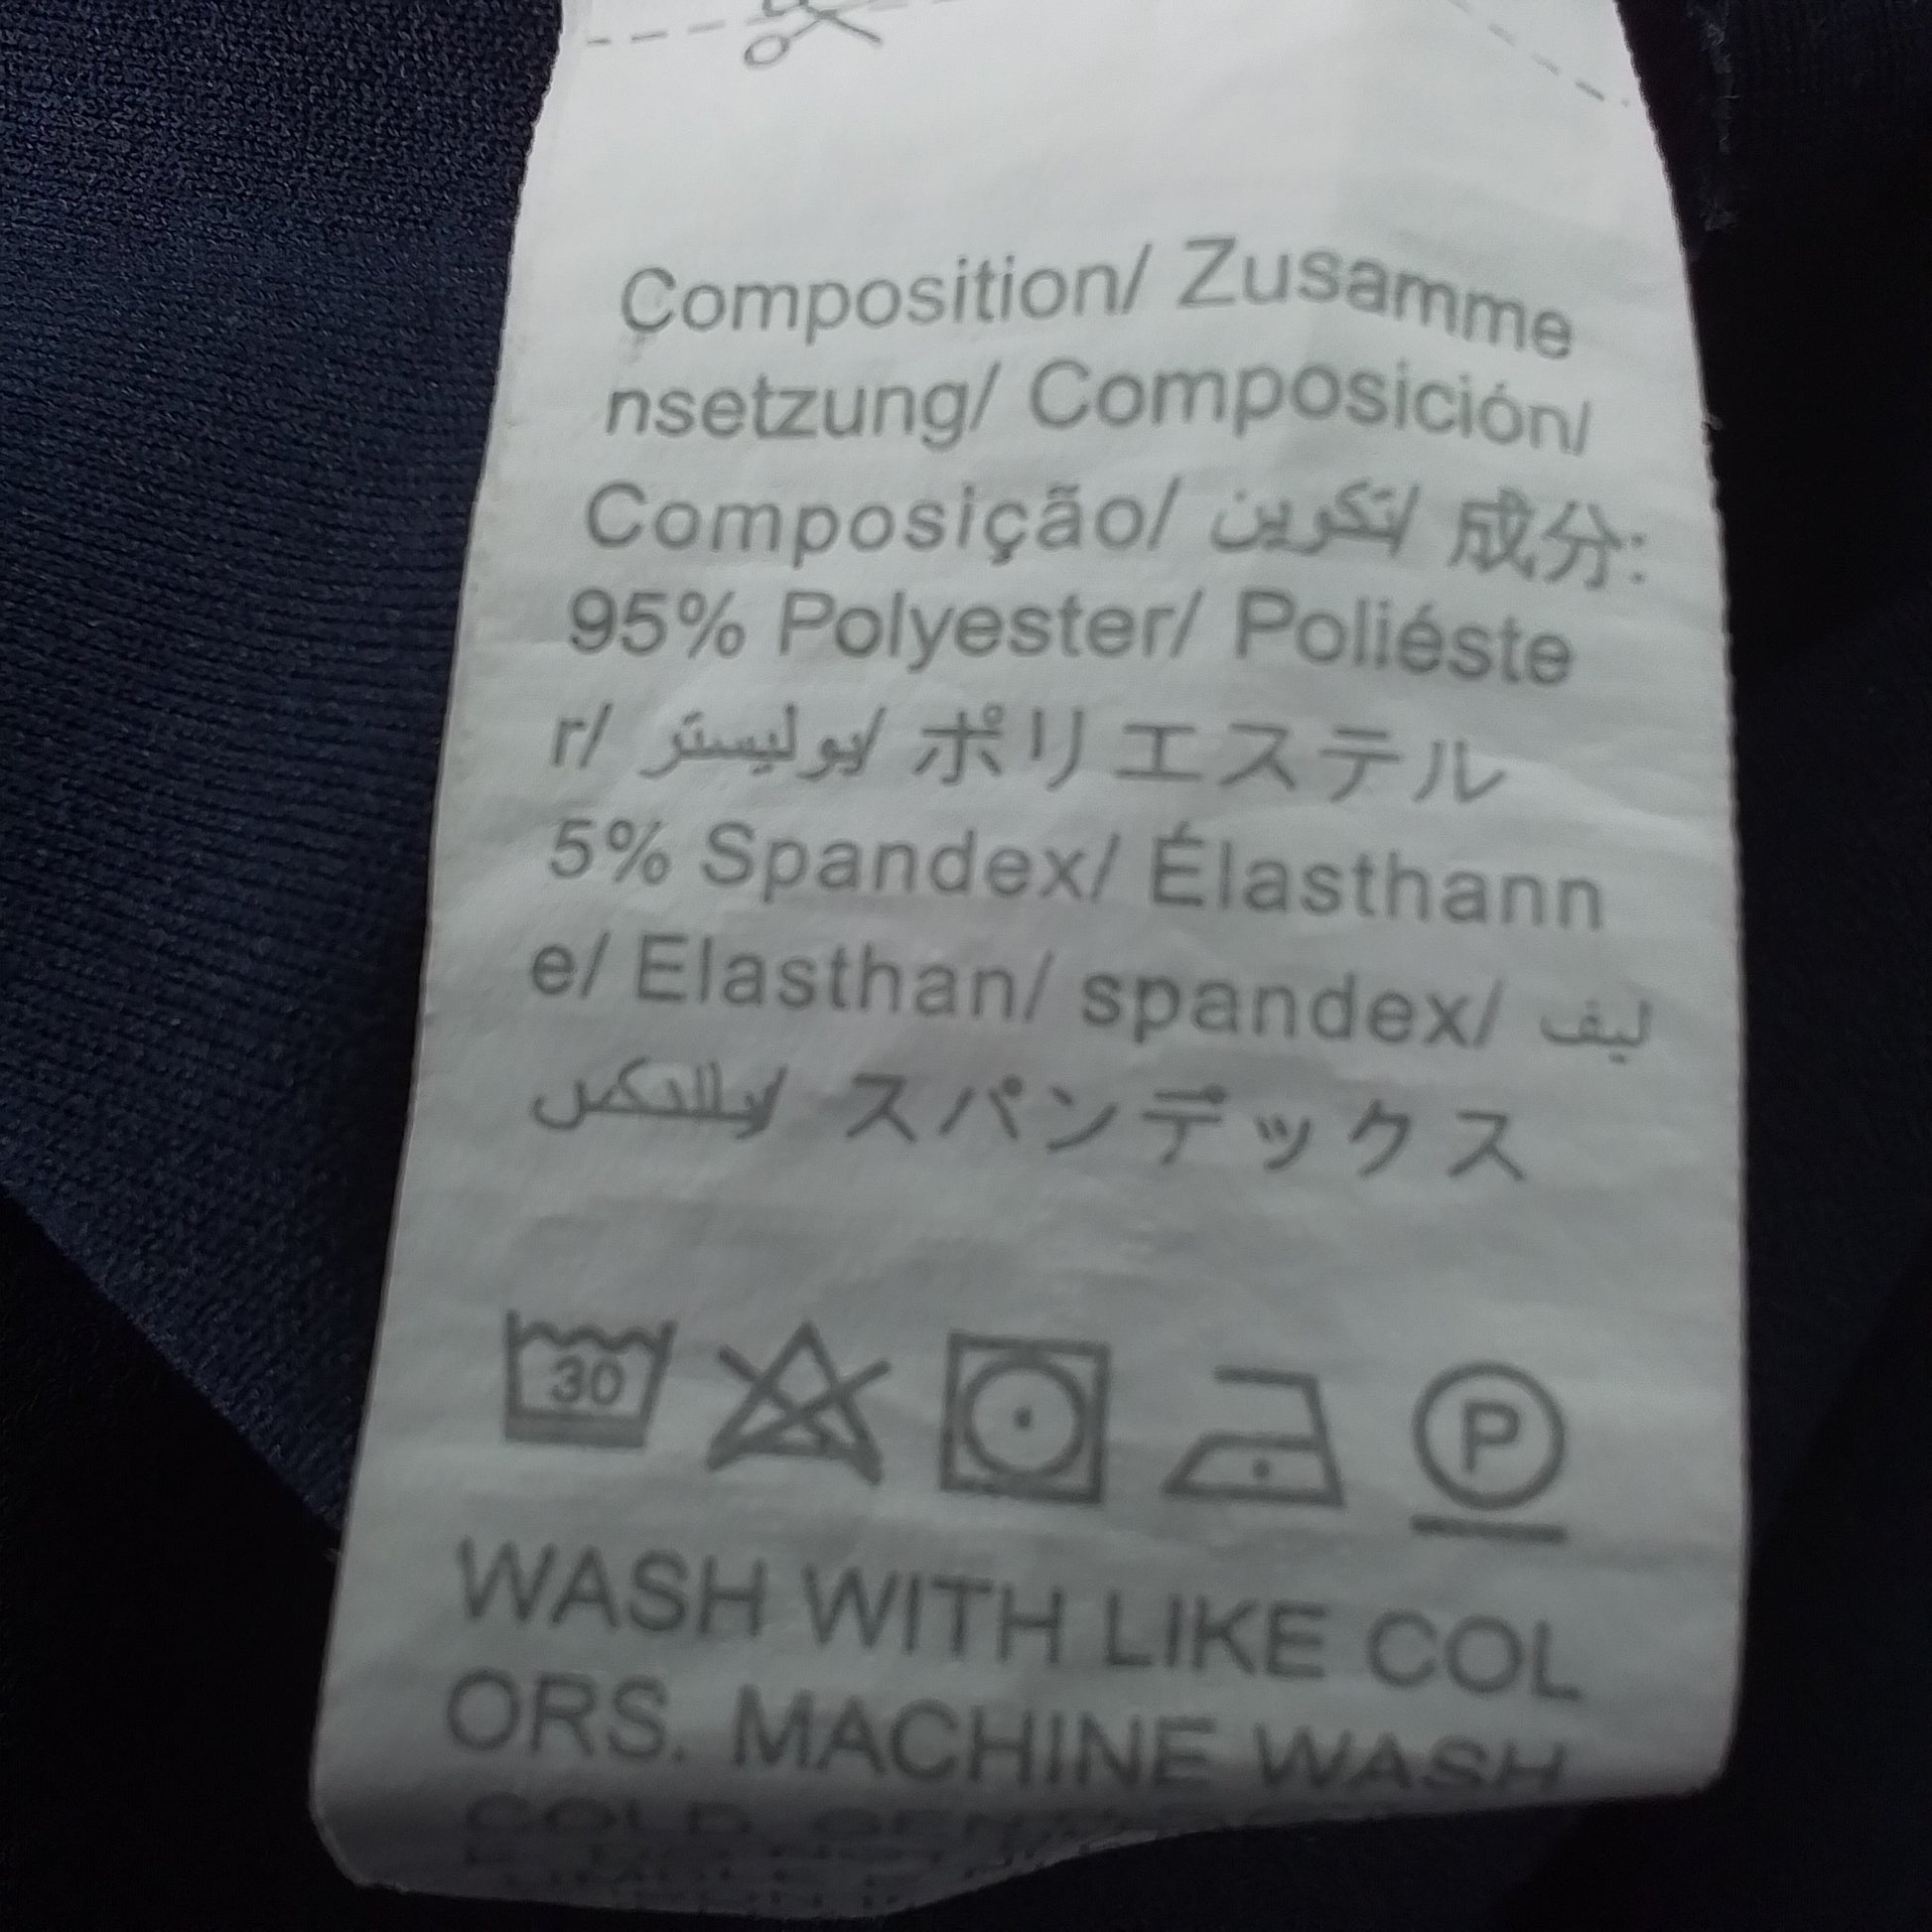 Composition/ Zusamme
nsetzung/ Composición/
Composição/ تكوين/ 成分:
95% Polyester/ Polieste
r/ بوليستر/ ポリエステル
5% Spandex/ Élasthann
e/ Elasthan/ spandex/ ليف
スパンデックス
30
P
WASH WITH LIKE COL
ORS. MACHINE WASH
COLD